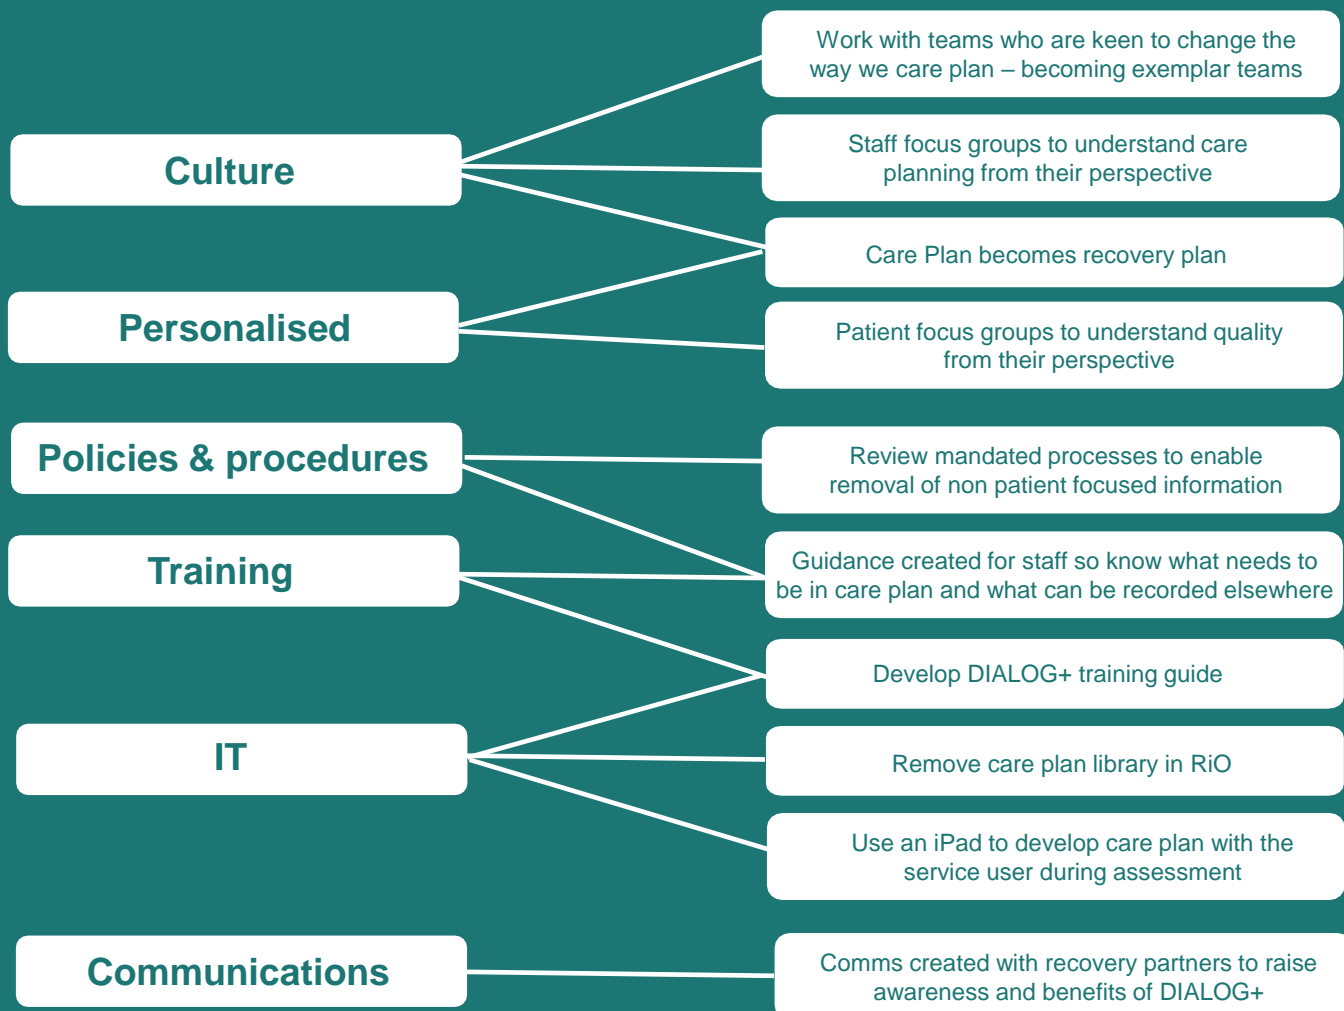 Culture
Personalised
Policies & procedures
Training
IT
Communications
Work with teams who are keen to change the
way we care plan – becoming exemplar teams
Staff focus groups to understand care
planning from their perspective
Care Plan becomes recovery plan
Patient focus groups to understand quality
from their perspective
Review mandated processes to enable
removal of non patient focused information
Guidance created for staff so know what needs to
be in care plan and what can be recorded elsewhere
Develop DIALOG+ training guide
Remove care plan library in RiO
Use an iPad to develop care plan with the
service user during assessment
Comms created with recovery partners to raise
awareness and benefits of DIALOG+